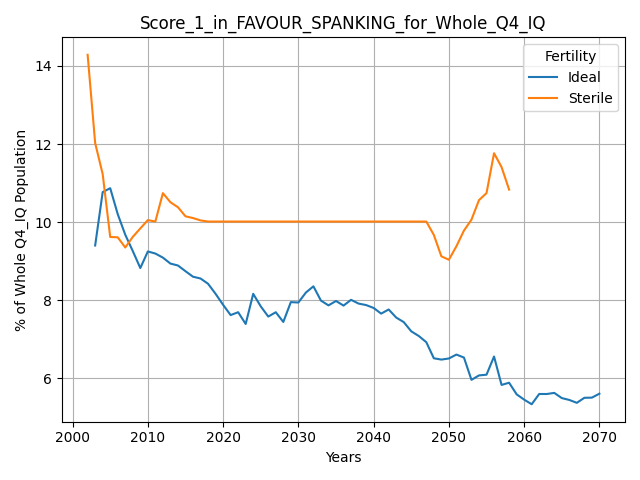 Score_1_in_FAVOUR_SPANKING_for_Whole_Q4_IQ
% of Whole Q4_IQ Population
14
12
10
8
6
Fertility
Ideal
Sterile
2000 2010 2020 2030 2040 2050 2060 2070
Years